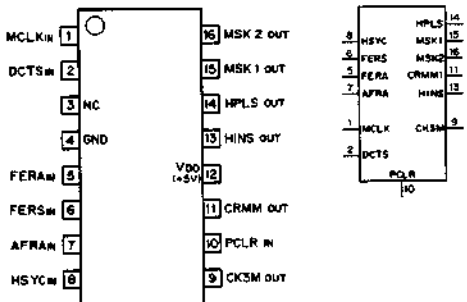 MCLKIN 1
DCTSIN 2
3 NC
4 GND
FERAIN 5
FERSIN 6
AFRAIN 7
HSYCIN 8
16 MSK 2 OUT
15 MSK 1 OUT
14 HPLS OUT
13 HINS OUT
VDD
(+5V) 12
11 CRMM OUT
10 PCLR IN
9 CK5M OUT
8 HSYC
6 FERS
5 FERA
7 AFRA
1 MCLK
2 DCTS
HPLS 14
MSK1 15
MSK2 16
CRMM1 11
HINS 13
CK5M 9
PCLR
10